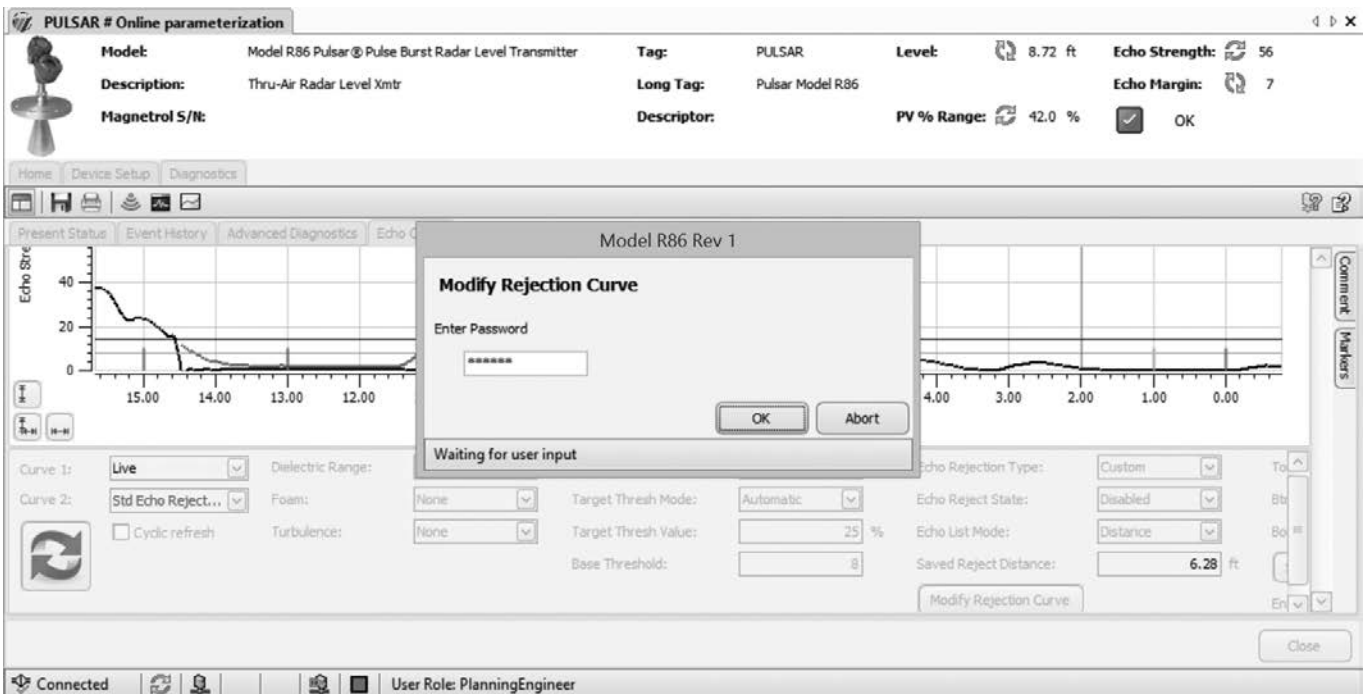 PULSAR # Online parameterization
Model: Model R86 Pulsar® Pulse Burst Radar Level Transmitter Tag: PULSAR Level: 8.72 ft Echo Strength: 56
Description: Thru-Air Radar Level Xmtr Long Tag: Pulsar Model R86 Echo Margin: 7
Magnetrol S/N: Descriptor: PV % Range: 42.0 % OK
Home Device Setup Diagnostics
Present Status Event History Advanced Diagnostics Echo
Model R86 Rev 1
Modify Rejection Curve
Enter Password
******
OK Abort
Waiting for user input
Echo Stre
40
20
0
15.00 14.00 13.00 12.00 4.00 3.00 2.00 1.00 0.00
Comment
Markers
Curve 1: Live Dielectric Range: Echo Rejection Type: Custom
Curve 2: Std Echo Reject... Foam: None Target Thresh Mode: Automatic Echo Reject State: Disabled
Cyclic refresh Turbulence: None Target Thresh Value: 25 % Echo List Mode: Distance
Base Threshold: 8 Saved Reject Distance: 6.28 ft
Modify Rejection Curve
Close
Connected User Role: PlanningEngineer